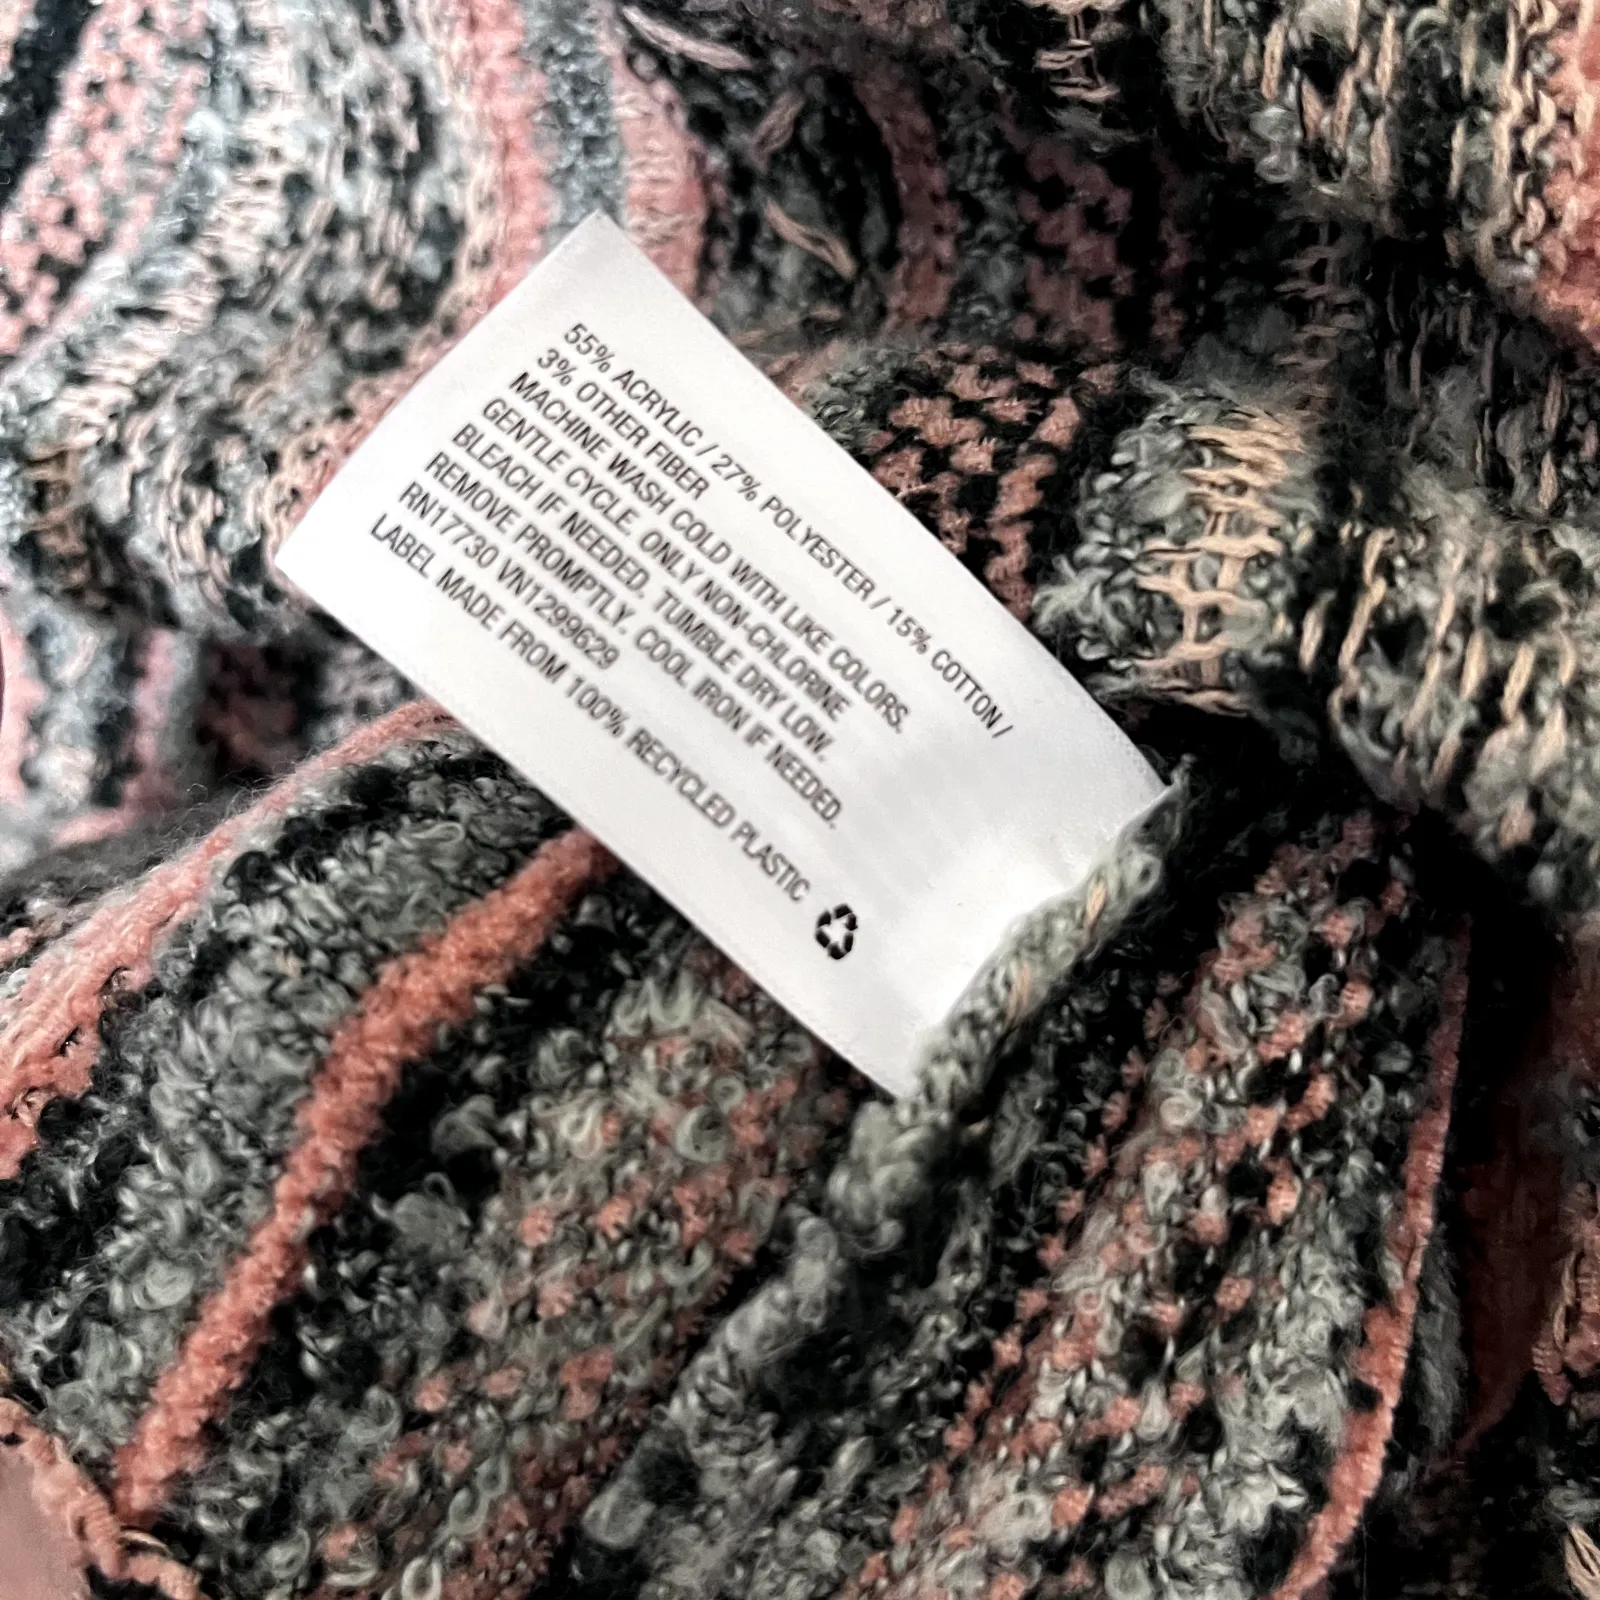 55% ACRYLIC / 27% POLYESTER / 15% COTTON /
3% OTHER FIBER
MACHINE WASH COLD WITH LIKE COLORS.
GENTLE CYCLE. ONLY NON-CHLORINE
BLEACH IF NEEDED. TUMBLE DRY LOW.
REMOVE PROMPTLY. COOL IRON IF NEEDED.
RN17730 VN1299629
LABEL MADE FROM 100% RECYCLED PLASTIC